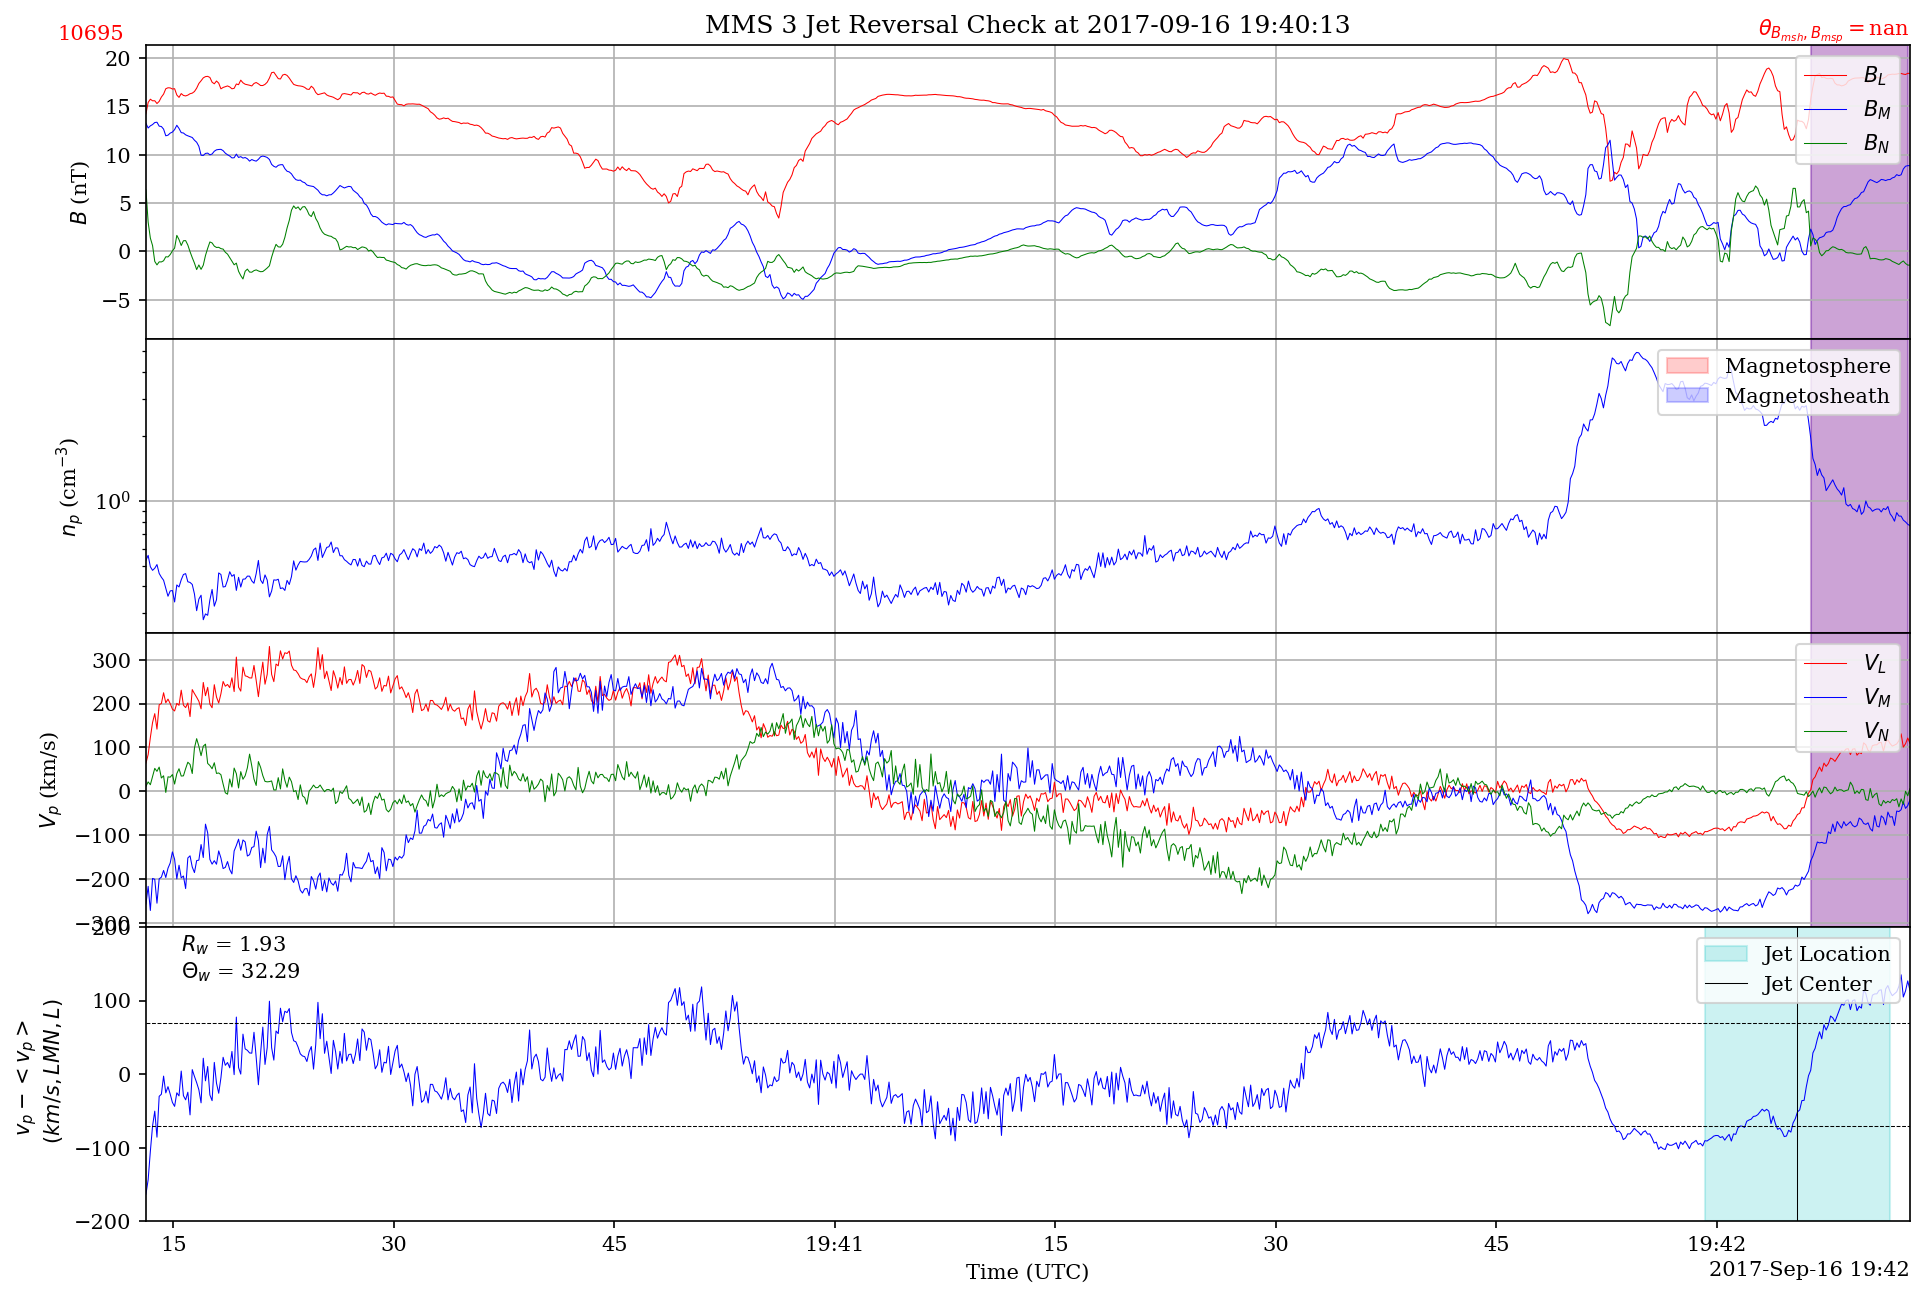 MMS 3 Jet Reversal Check at 2017-09-16 19:40:13
10695
θ_{B_{msh}, B_{msp}} = nan
20
15
10
5
0
−5
B (nT)
B_L
B_M
B_N
10^0
n_p (cm^{-3})
Magnetosphere
Magnetosheath
300
200
100
0
−100
−200
−300
V_p (km/s)
V_L
V_M
V_N
200
100
0
−100
−200
v_p − < v_p >
(km/s, LMN, L)
R_w = 1.93
Θ_w = 32.29
Jet Location
Jet Center
15 30 45 19:41 15 30 45 19:42
Time (UTC)
2017-Sep-16 19:42